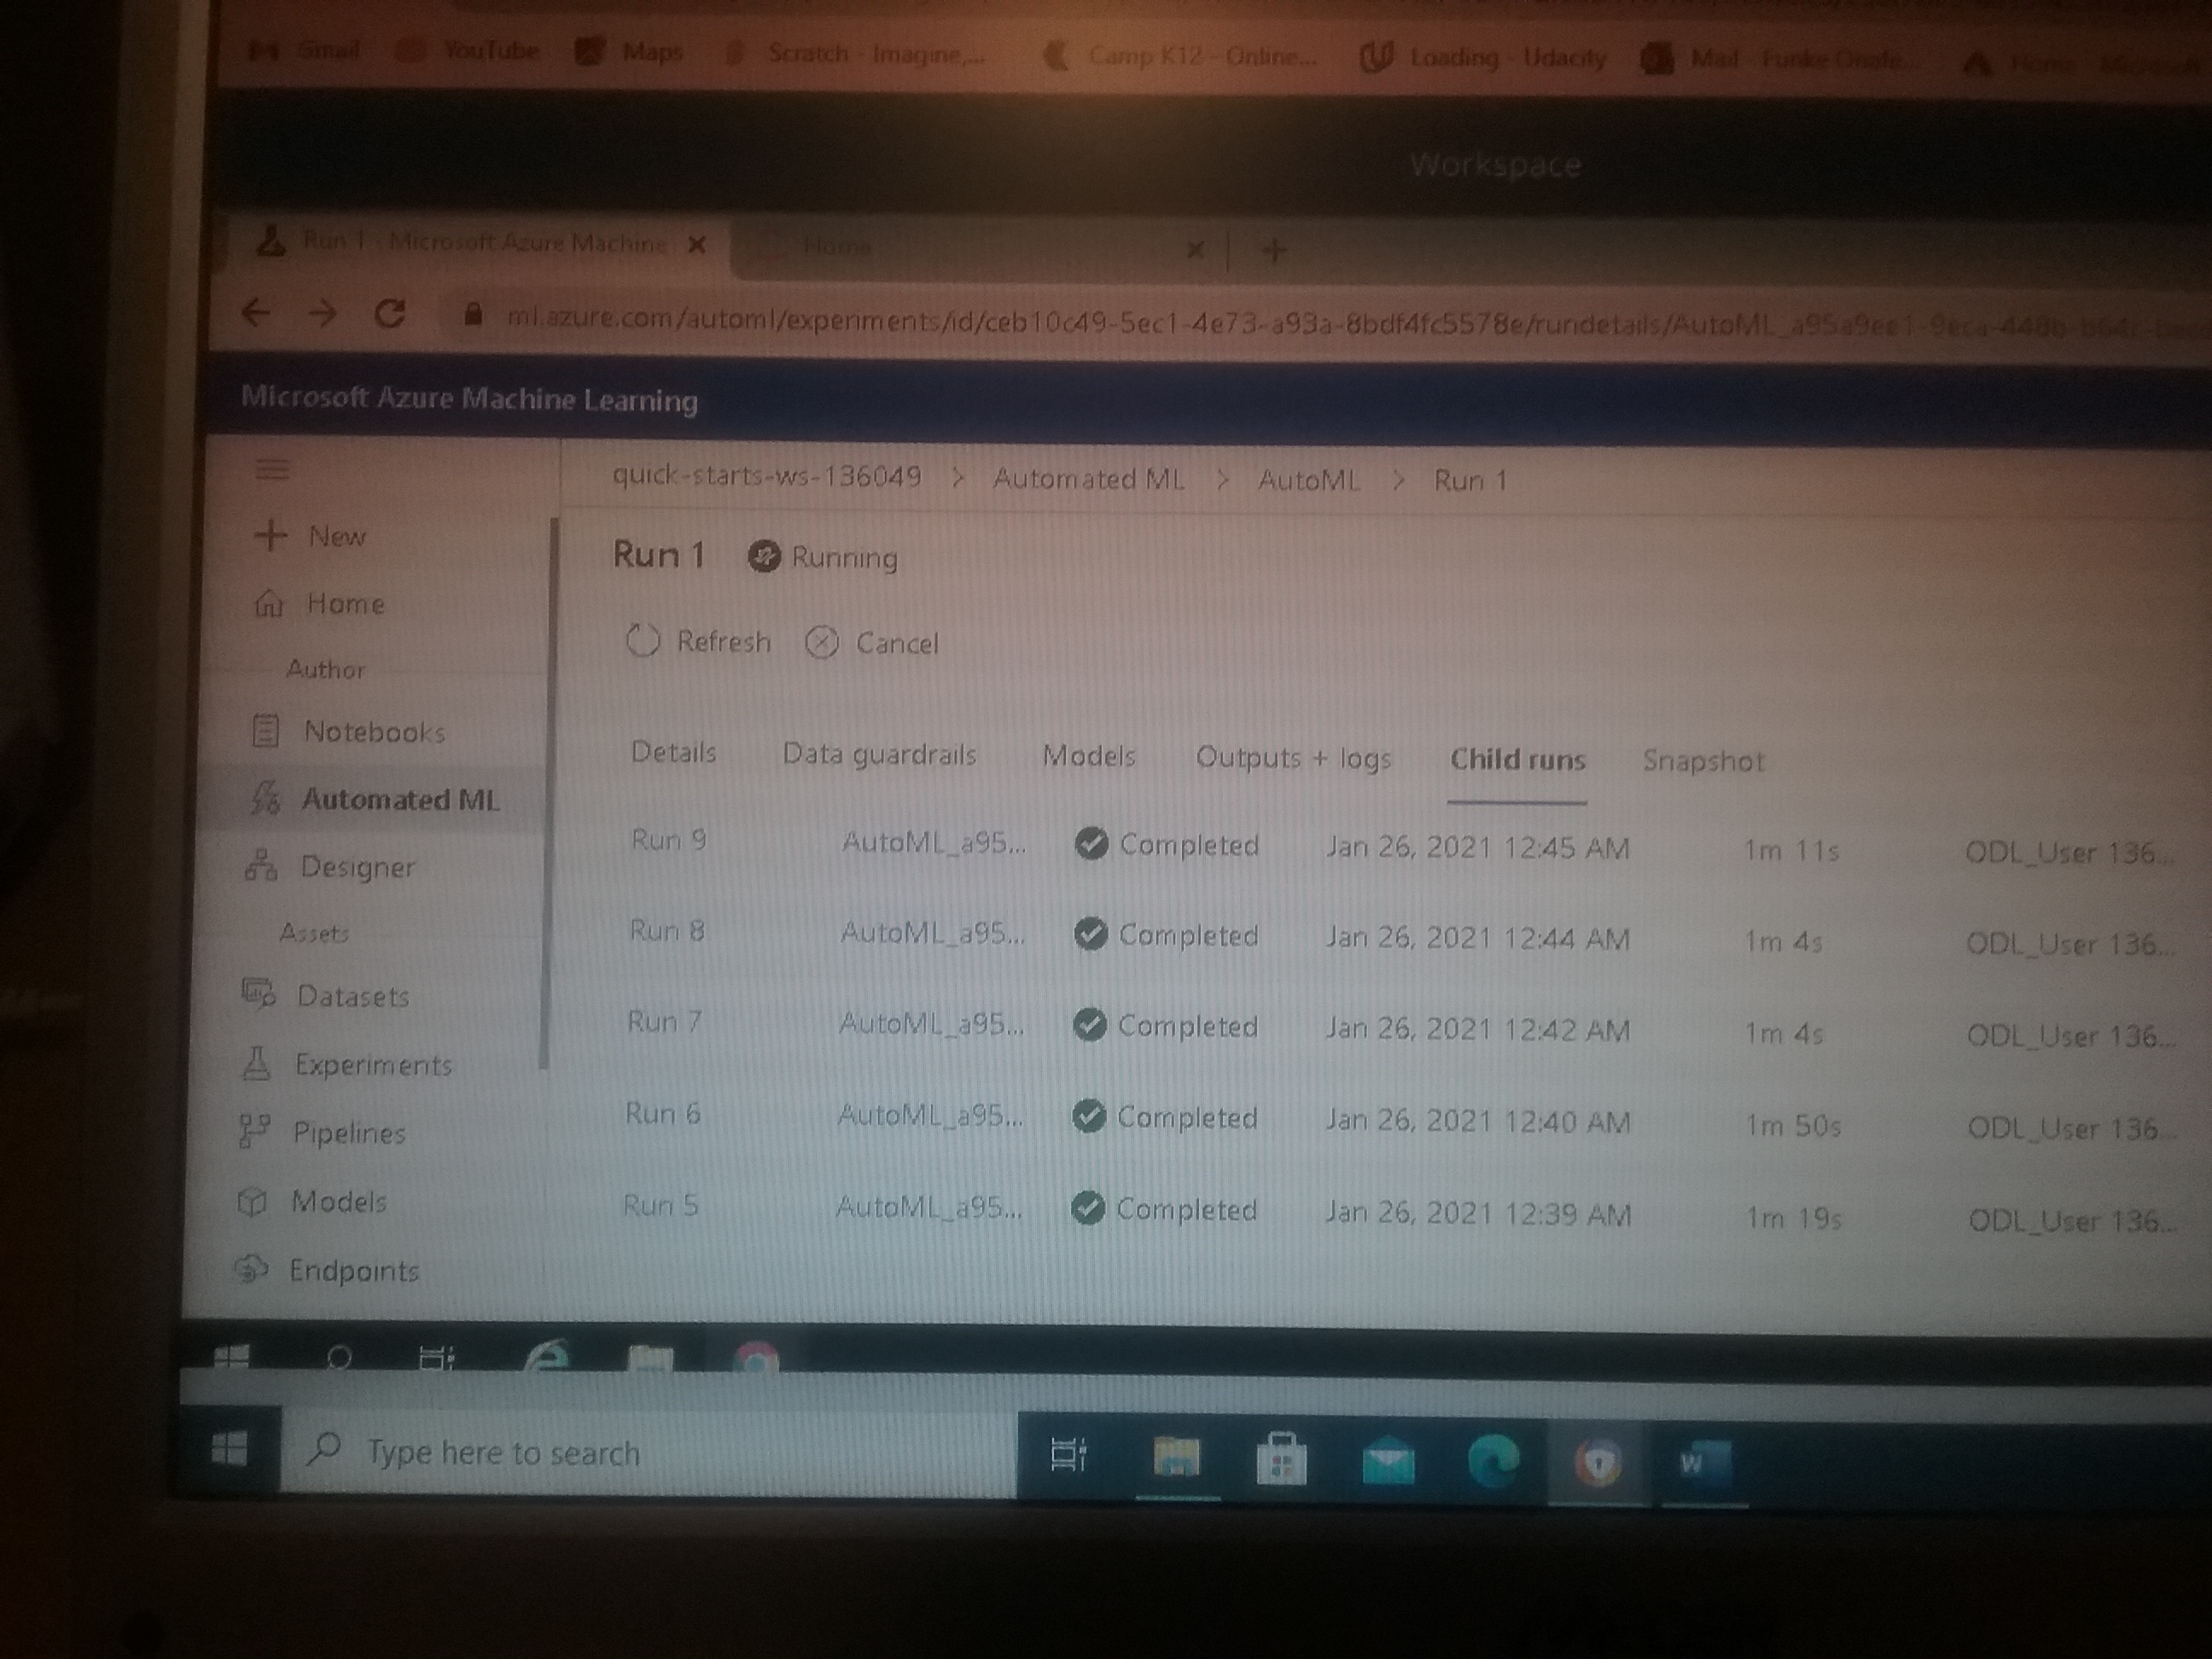 Gmail YouTube Maps Scratch - Imagine,... Camp K12 - Online... Loading - Udacity Mail - Funke Home Microsoft
Workspace
Run 1 - Microsoft Azure Machine Home
ml.azure.com/automl/experiments/id/ceb10c49-5ec1-4e73-a93a-8bdf4fc5578e/rundetails/AutoML_a95a9ee1-9eca-448b-
Microsoft Azure Machine Learning
quick-starts-ws-136049 > Automated ML > AutoML > Run 1
New
Run 1 Running
Home
Refresh Cancel
Author
Notebooks
Details Data guardrails Models Outputs + logs Child runs Snapshot
Automated ML
Run 9 AutoML_a95... Completed Jan 26, 2021 12:45 AM 1m 11s ODL_User 136...
Designer
Assets
Run 8 AutoML_a95... Completed Jan 26, 2021 12:44 AM 1m 4s ODL_User 136...
Datasets
Run 7 AutoML_a95... Completed Jan 26, 2021 12:42 AM 1m 4s ODL_User 136...
Experiments
Run 6 AutoML_a95... Completed Jan 26, 2021 12:40 AM 1m 50s ODL_User 136...
Pipelines
Models
Run 5 AutoML_a95... Completed Jan 26, 2021 12:39 AM 1m 19s ODL_User 136...
Endpoints
Type here to search
W